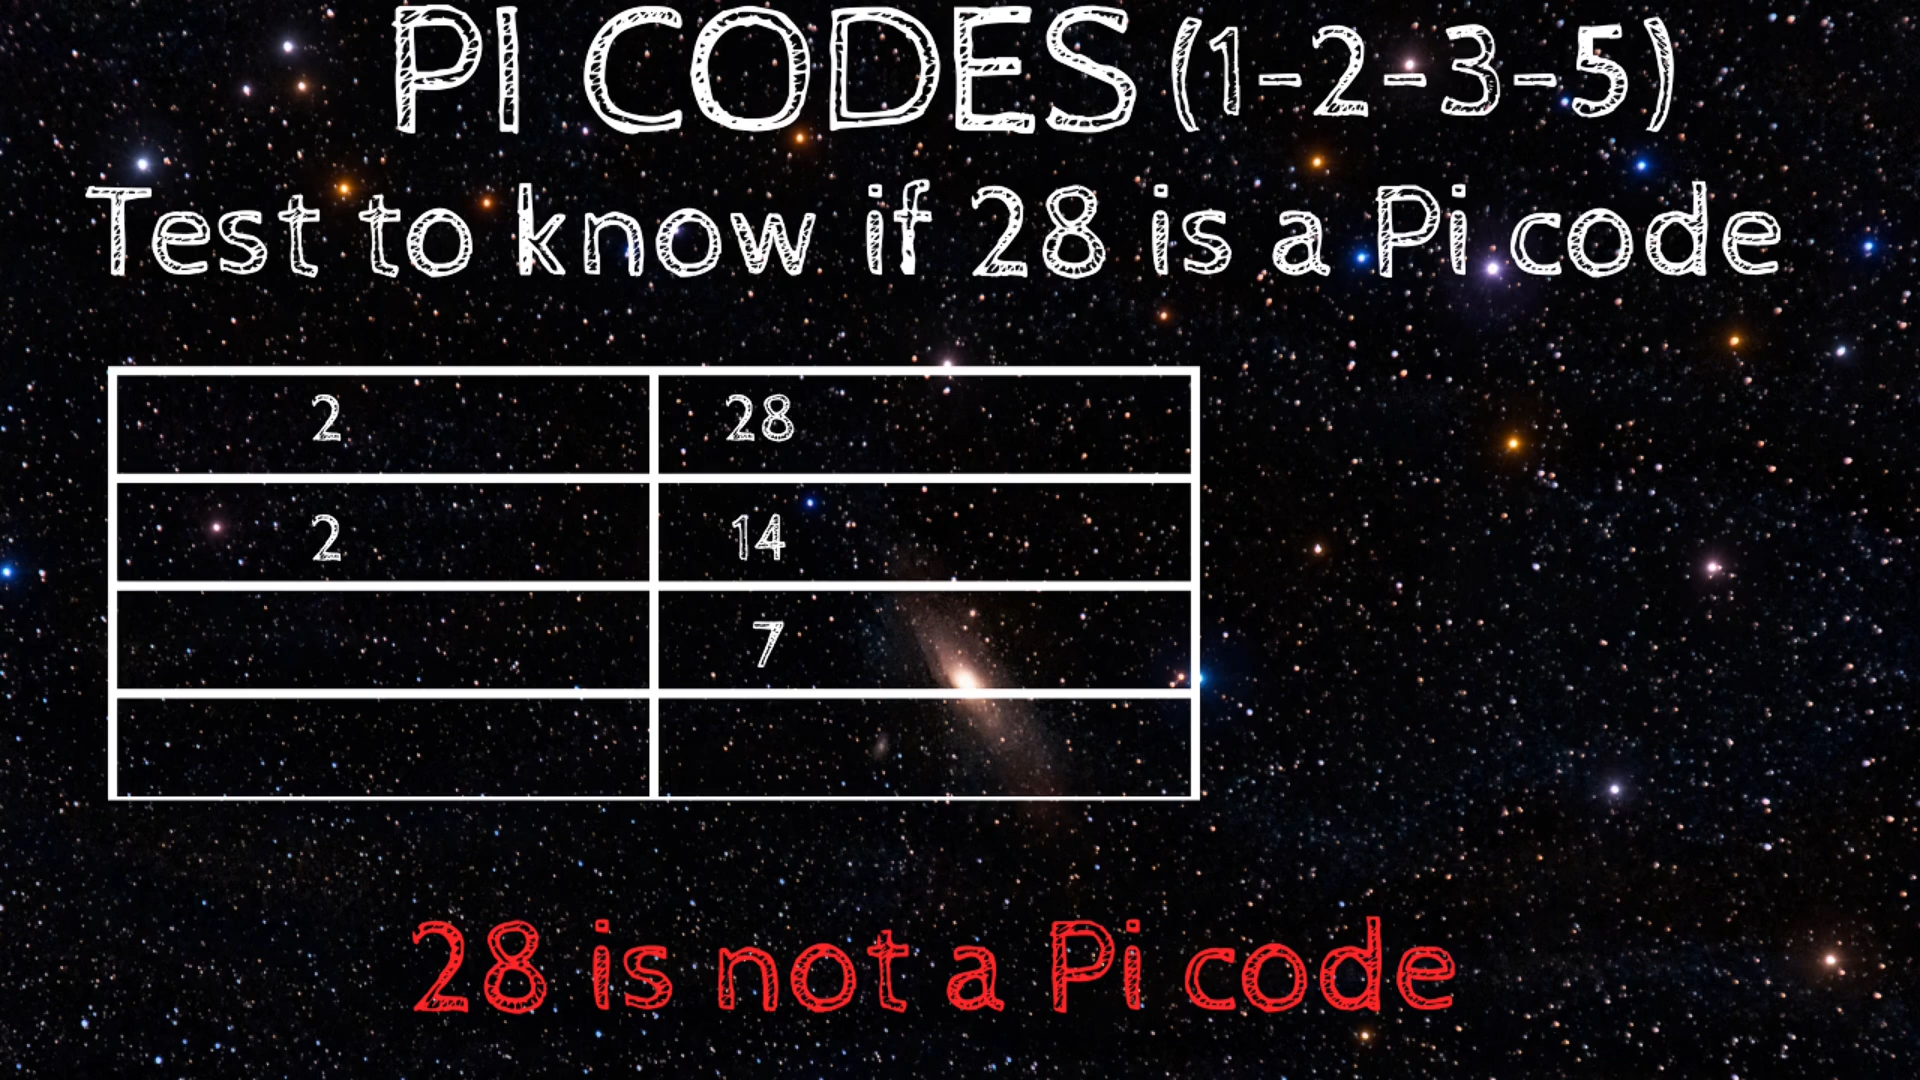 PI CODES (1-2-3-5)
Test to know if 28 is a Pi code
2 28
2 14
7
28 is not a Pi code